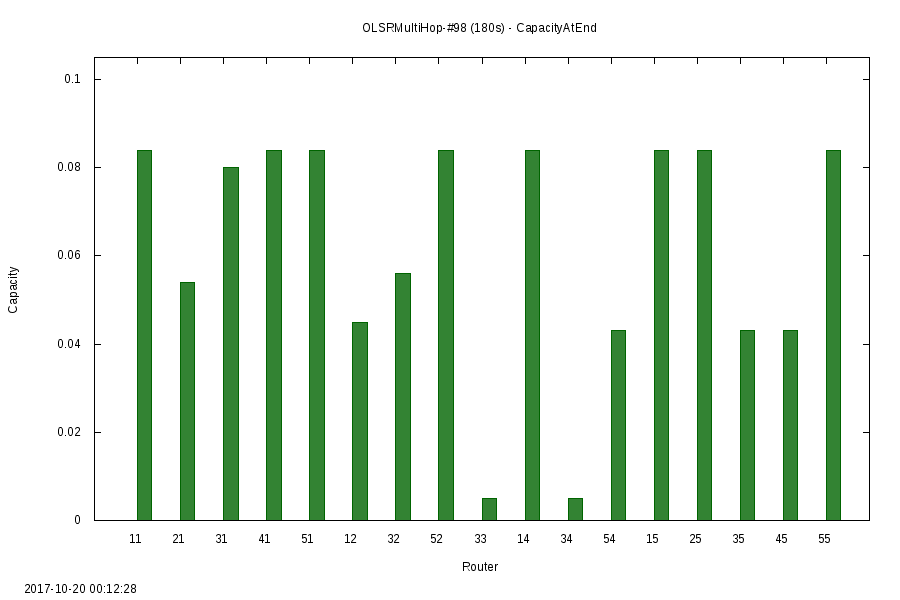 OLSRMultiHop-#98 (180s) - CapacityAtEnd
0.1
0.08
0.06
0.04
0.02
0
Capacity
11 21 31 41 51 12 32 52 33 14 34 54 15 25 35 45 55
Router
2017-10-20 00:12:28